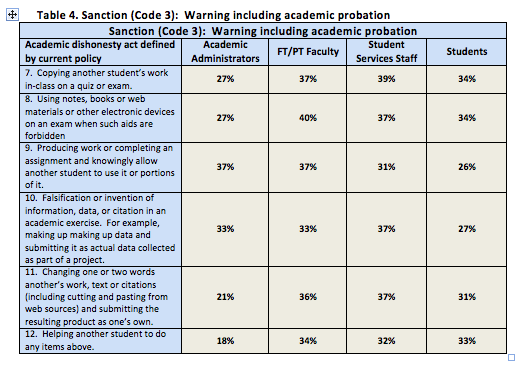 Table 4. Sanction (Code 3): Warning including academic probation
Sanction (Code 3): Warning including academic probation
Academic dishonesty act defined by current policy | Academic Administrators | FT/PT Faculty | Student Services Staff | Students
7. Copying another student's work
in-class on a quiz or exam.
27% 37% 39% 34%
8. Using notes, books or web
materials or other electronic devices
on an exam when such aids are
forbidden
27% 40% 37% 34%
9. Producing work or completing an
assignment and knowingly allow
another student to use it or portions
of it.
37% 37% 31% 26%
10. Falsification or invention of
information, data, or citation in an
academic exercise. For example,
making up making up data and
submitting it as actual data collected
as part of a project.
33% 33% 37% 27%
11. Changing one or two words
another's work, text or citations
(including cutting and pasting from
web sources) and submitting the
resulting product as one's own.
21% 36% 37% 31%
12. Helping another student to do
any items above.
18% 34% 32% 33%